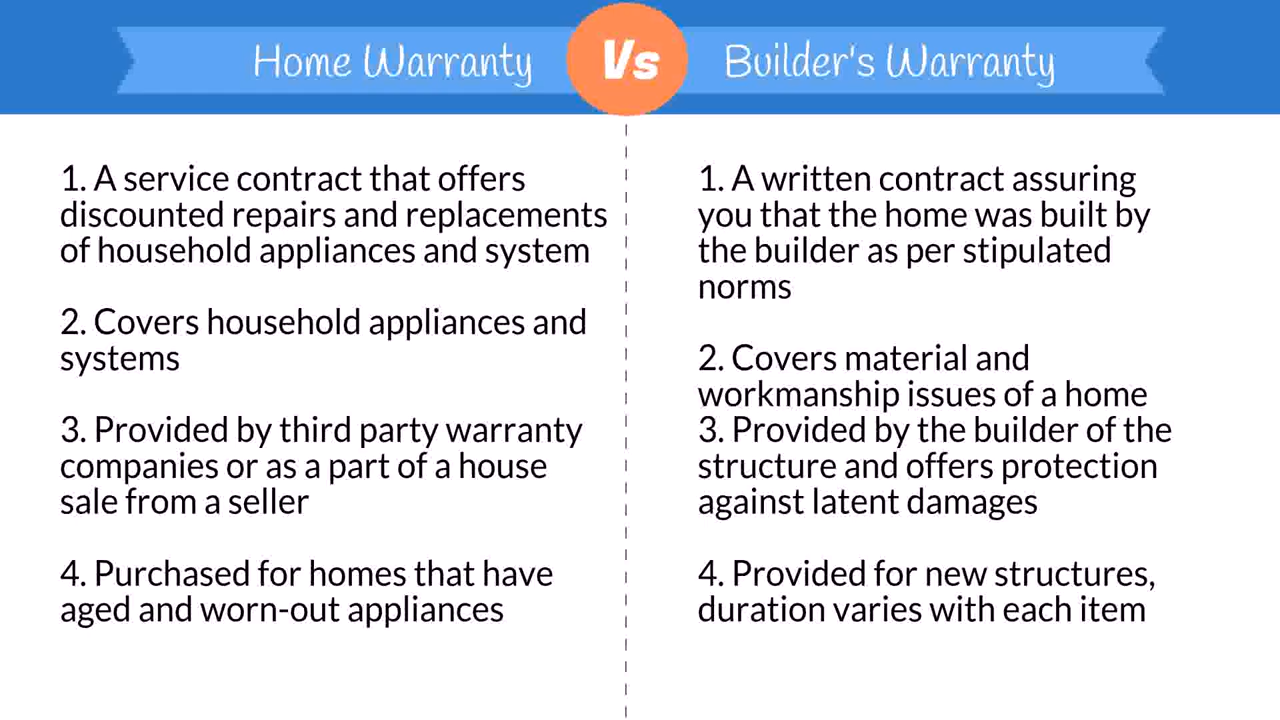 Home Warranty
Vs
Builder's Warranty
1. A service contract that offers
discounted repairs and replacements
of household appliances and system
2. Covers household appliances and
systems
3. Provided by third party warranty
companies or as a part of a house
sale from a seller
4. Purchased for homes that have
aged and worn-out appliances
1. A written contract assuring
you that the home was built by
the builder as per stipulated
norms
2. Covers material and
workmanship issues of a home
3. Provided by the builder of the
structure and offers protection
against latent damages
4. Provided for new structures,
duration varies with each item